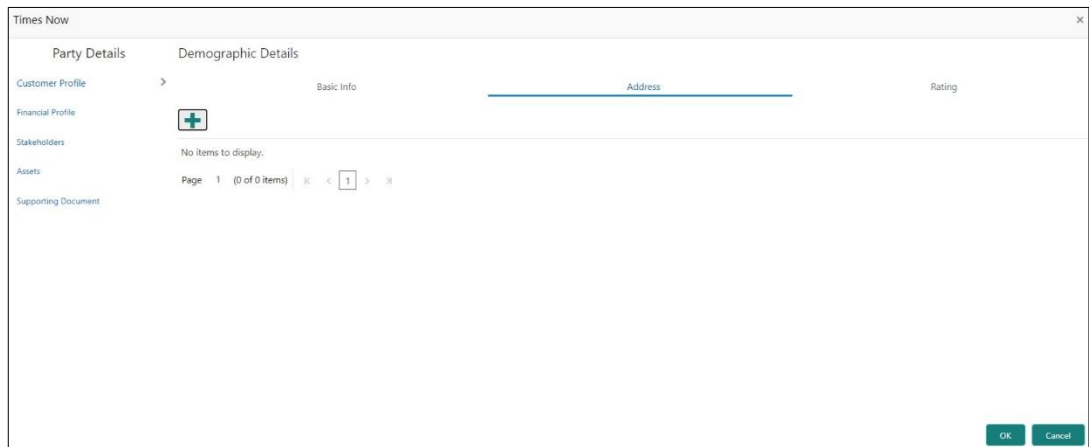 Times Now ×
Party Details
Customer Profile >
Financial Profile
Stakeholders
Assets
Supporting Document
Demographic Details
Basic Info Address Rating
+
No items to display.
Page 1 (0 of 0 items) K < 1 > >|
OK Cancel